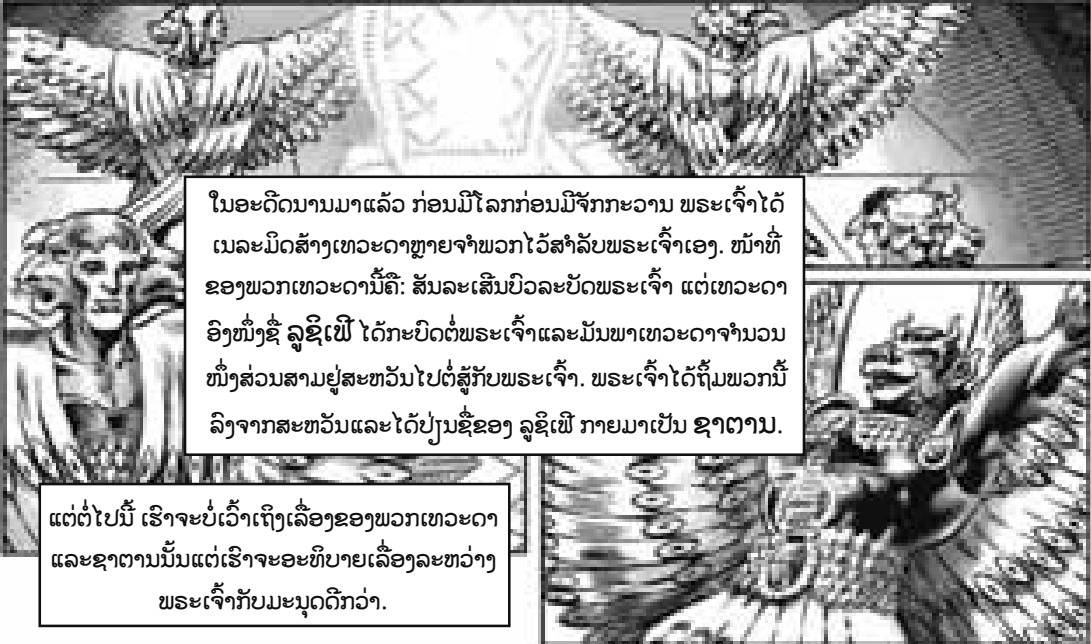 ໃນອະດີດນານມາແລ້ວ ກ່ອນມີໂລກກ່ອນມີຈັກກະວານ ພຣະເຈົ້າໄດ້
ເນລະມິດສ້າງເທວະດາຫຼາຍຈຳພວກໄວ້ສຳລັບພຣະເຈົ້າເອງ. ໜ້າທີ່
ຂອງພວກເທວະດານີ້ຄື: ສັນລະເສີນບົວລະບັດພຣະເຈົ້າ ແຕ່ເທວະດາ
ອົງໜຶ່ງຊື່ ລູຊິເຟີ ໄດ້ກະບົດຕໍ່ພຣະເຈົ້າແລະມັນພາເທວະດາຈຳນວນ
ໜຶ່ງສ່ວນສາມຢູ່ສະຫວັນໄປຕໍ່ສູ້ກັບພຣະເຈົ້າ. ພຣະເຈົ້າໄດ້ຖິ້ມພວກນີ້
ລົງຈາກສະຫວັນແລະໄດ້ປ່ຽນຊື່ຂອງ ລູຊິເຟີ ກາຍມາເປັນ ຊາຕານ.
ແຕ່ຕໍ່ໄປນີ້ ເຮົາຈະບໍ່ເວົ້າເຖິງເລື່ອງຂອງພວກເທວະດາ
ແລະຊາຕານນັ້ນແຕ່ເຮົາຈະອະທິບາຍເລື່ອງລະຫວ່າງ
ພຣະເຈົ້າກັບມະນຸດດີກວ່າ.